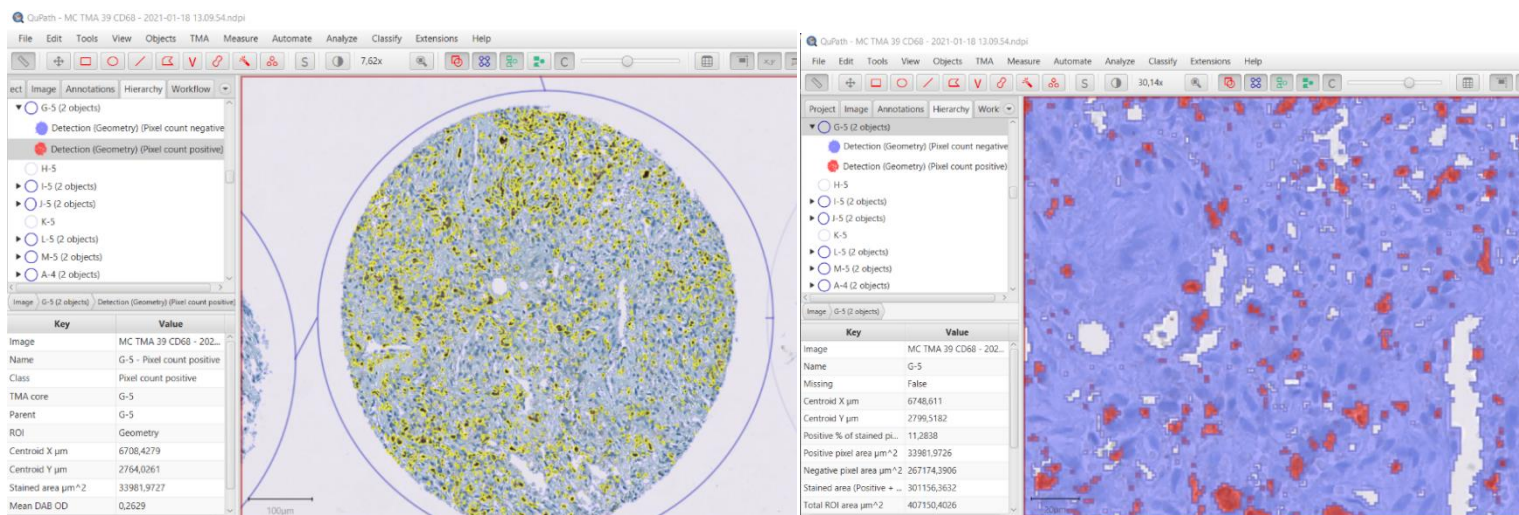 QuPath - MC TMA 39 CD68 - 2021-01-18 13.09.54.ndpi
File Edit Tools View Objects TMA Measure Automate Analyze Classify Extensions Help
S 7,62x C
ect Image Annotations Hierarchy Workflow
G-5 (2 objects)
Detection (Geometry) (Pixel count negative
Detection (Geometry) (Pixel count positive)
H-5
I-5 (2 objects)
J-5 (2 objects)
K-5
L-5 (2 objects)
M-5 (2 objects)
A-4 (2 objects)
Image G-5 (2 objects) Detection (Geometry) (Pixel count positive)
Key Value
Image MC TMA 39 CD68 - 202...
Name G-5 - Pixel count positive
Class Pixel count positive
TMA core G-5
Parent G-5
ROI Geometry
Centroid X µm 6708,4279
Centroid Y µm 2764,0261
Stained area µm^2 33981,9727
Mean DAB OD 0,2629
100µm
QuPath - MC TMA 39 CD68 - 2021-01-18 13.09.54.ndpi
File Edit Tools View Objects TMA Measure Automate Analyze Classify Extensions Help
S 30,14x C
Project Image Annotations Hierarchy Work
G-5 (2 objects)
Detection (Geometry) (Pixel count negative
Detection (Geometry) (Pixel count positive)
H-5
I-5 (2 objects)
J-5 (2 objects)
K-5
L-5 (2 objects)
M-5 (2 objects)
A-4 (2 objects)
Image G-5 (2 objects)
Key Value
Image MC TMA 39 CD68 - 202...
Name G-5
Missing False
Centroid X µm 6748,611
Centroid Y µm 2799,5182
Positive % of stained pi... 11,2838
Positive pixel area µm^2 33981,9726
Negative pixel area µm^2 267174,3906
Stained area (Positive + ... 301156,3632
Total ROI area µm^2 407150,4026